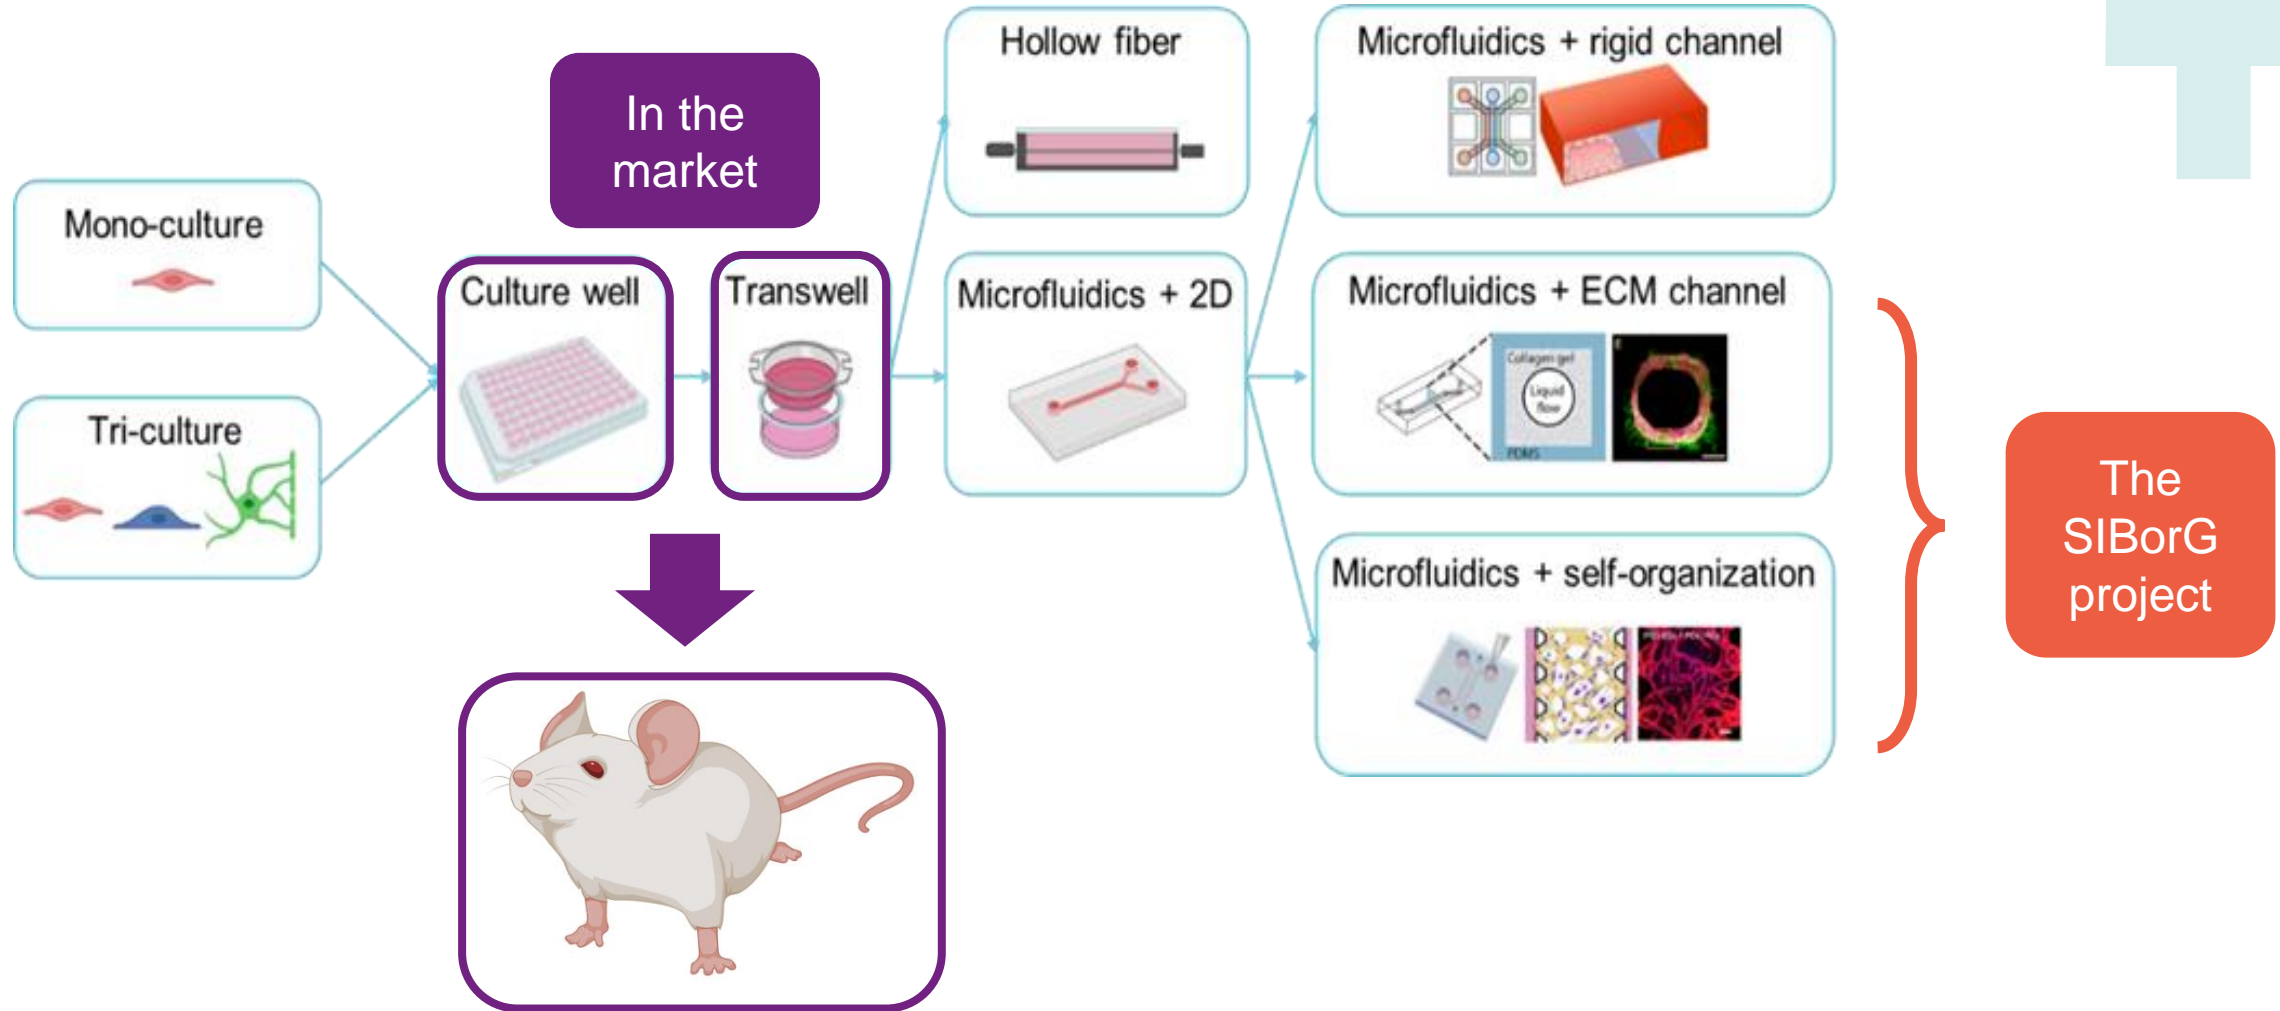 Hollow fiber
Microfluidics + rigid channel
In the
market
Mono-culture
Culture well
Transwell
Microfluidics + 2D
Microfluidics + ECM channel
Collagen gel
Liquid
flow
PDMS
Tri-culture
The
SIBorG
project
Microfluidics + self-organization